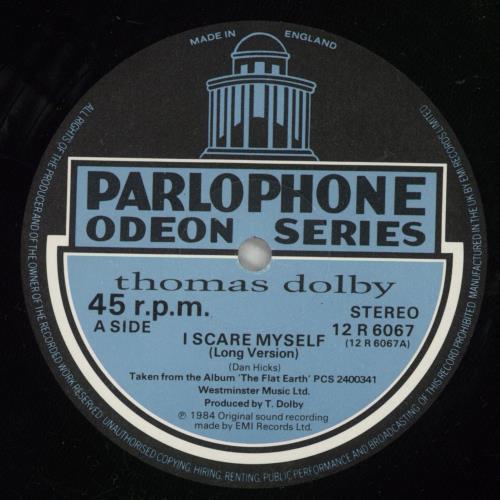 MADE IN ENGLAND
PARLOPHONE
ODEON SERIES
thomas dolby
45 r.p.m.
A SIDE
STEREO
12 R 6067
(12 R 6067A)
I SCARE MYSELF
(Long Version)
(Dan Hicks)
Taken from the Album 'The Flat Earth' PCS 2400341
Westminster Music Ltd.
Produced by T. Dolby
℗ 1984 Original sound recording
made by EMI Records Ltd.
ALL RIGHTS OF THE PRODUCER AND OF THE OWNER OF THE RECORDED WORK RESERVED. UNAUTHORISED COPYING, HIRING, RENTING, PUBLIC PERFORMANCE AND BROADCASTING OF THIS RECORD PROHIBITED. MANUFACTURED IN THE UK BY EMI RECORDS LIMITED